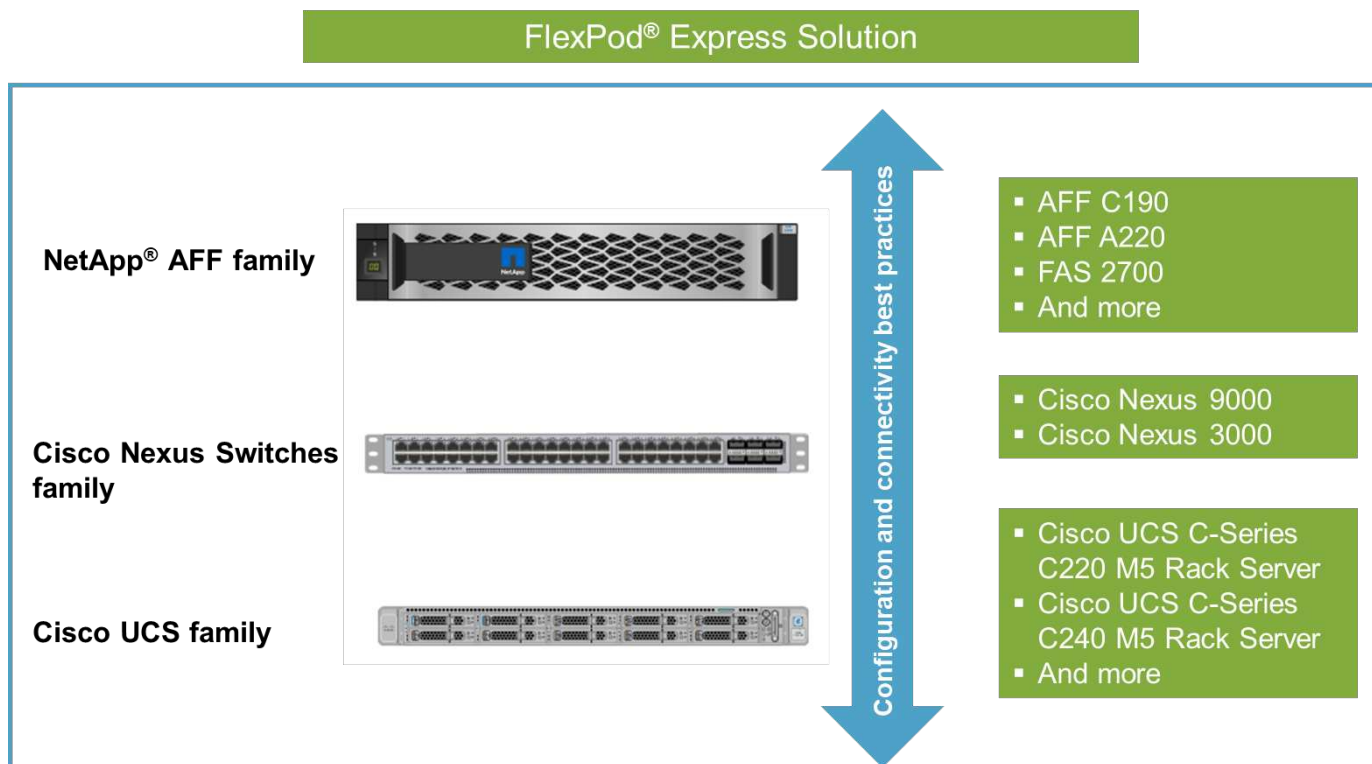 FlexPod® Express Solution
NetApp® AFF family
NetApp
Configuration and connectivity best practices
▪ AFF C190
▪ AFF A220
▪ FAS 2700
▪ And more
Cisco Nexus Switches
family
▪ Cisco Nexus 9000
▪ Cisco Nexus 3000
Cisco UCS family
▪ Cisco UCS C-Series
C220 M5 Rack Server
▪ Cisco UCS C-Series
C240 M5 Rack Server
▪ And more